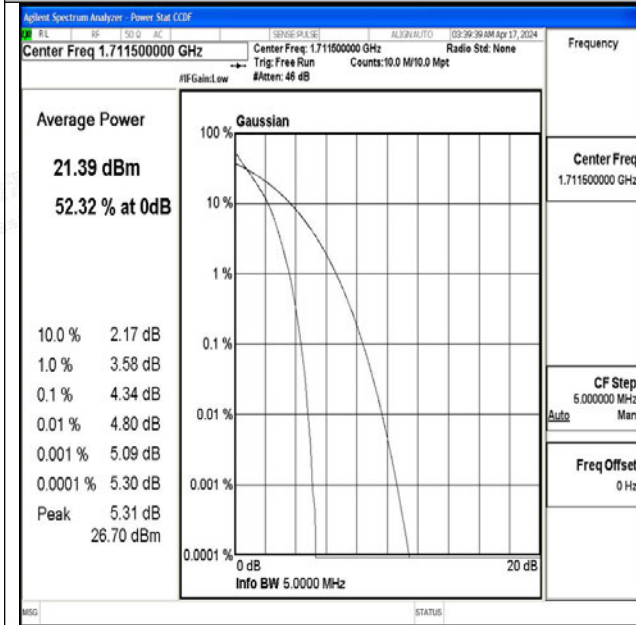 Agilent Spectrum Analyzer - Power Stat CCDF
RL RF 50 Ω AC SENSE:PULSE ALIGN AUTO 03:39:39 AM Apr 17, 2024
Center Freq 1.711500000 GHz
Center Freq: 1.711500000 GHz Radio Std: None
Trig: Free Run Counts:10.0 M/10.0 Mpt
#IFGain:Low #Atten: 46 dB
Frequency
Average Power
21.39 dBm
52.32 % at 0dB
10.0 % 2.17 dB
1.0 % 3.58 dB
0.1 % 4.34 dB
0.01 % 4.80 dB
0.001 % 5.09 dB
0.0001 % 5.30 dB
Peak 5.31 dB
26.70 dBm
Gaussian
100 %
10 %
1 %
0.1 %
0.01 %
0.001 %
0.0001 %
0 dB 20 dB
Info BW 5.0000 MHz
Center Freq
1.711500000 GHz
CF Step
5.000000 MHz
Auto Man
Freq Offset
0 Hz
MSG STATUS